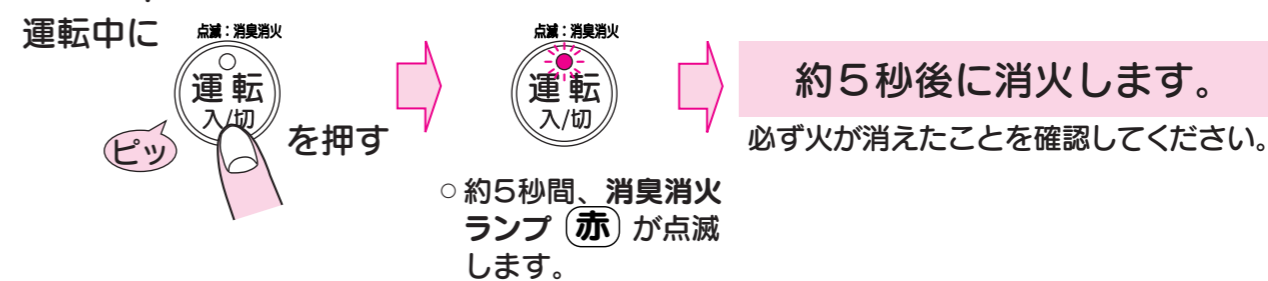 運転中に
点滅：消臭消火
運転
入/切
ピッ
を押す
点滅：消臭消火
運転
入/切
○約5秒間、消臭消火
ランプ 赤 が点滅
します。
約５秒後に消火します。
必ず火が消えたことを確認してください。